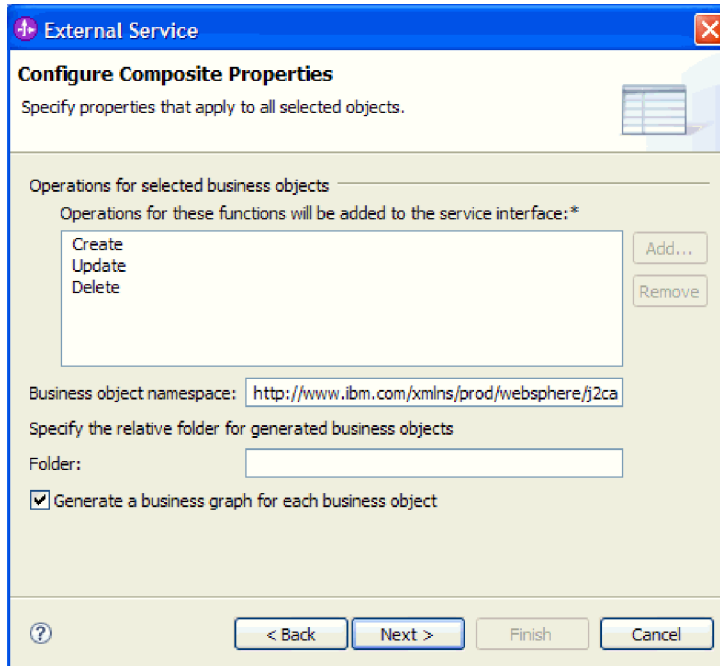 External Service
Configure Composite Properties
Specify properties that apply to all selected objects.
Operations for selected business objects
Operations for these functions will be added to the service interface:*
Create
Update
Delete
Add...
Remove
Business object namespace: http://www.ibm.com/xmlns/prod/websphere/j2ca
Specify the relative folder for generated business objects
Folder:
Generate a business graph for each business object
? < Back Next > Finish Cancel